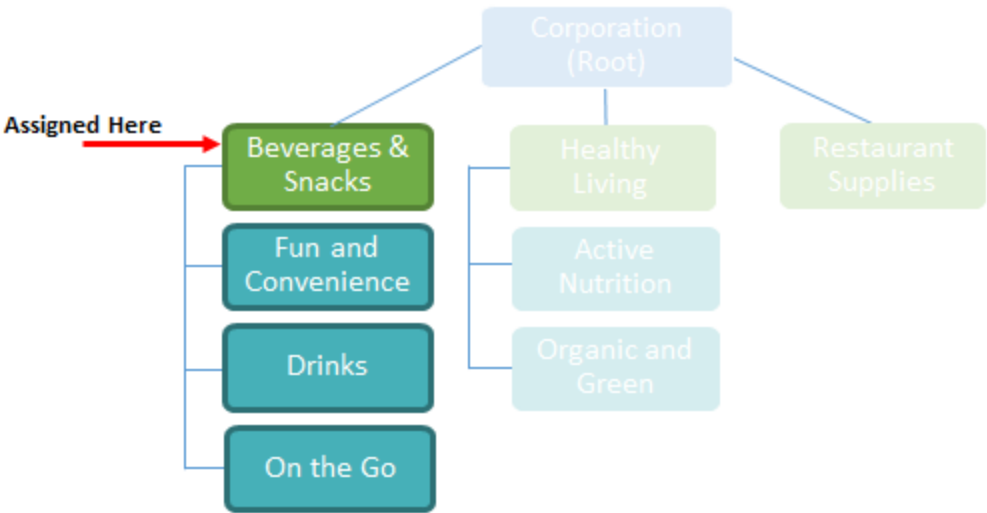 Corporation
(Root)
Assigned Here
Beverages &
Snacks
Healthy
Living
Restaurant
Supplies
Fun and
Convenience
Active
Nutrition
Drinks
Organic and
Green
On the Go